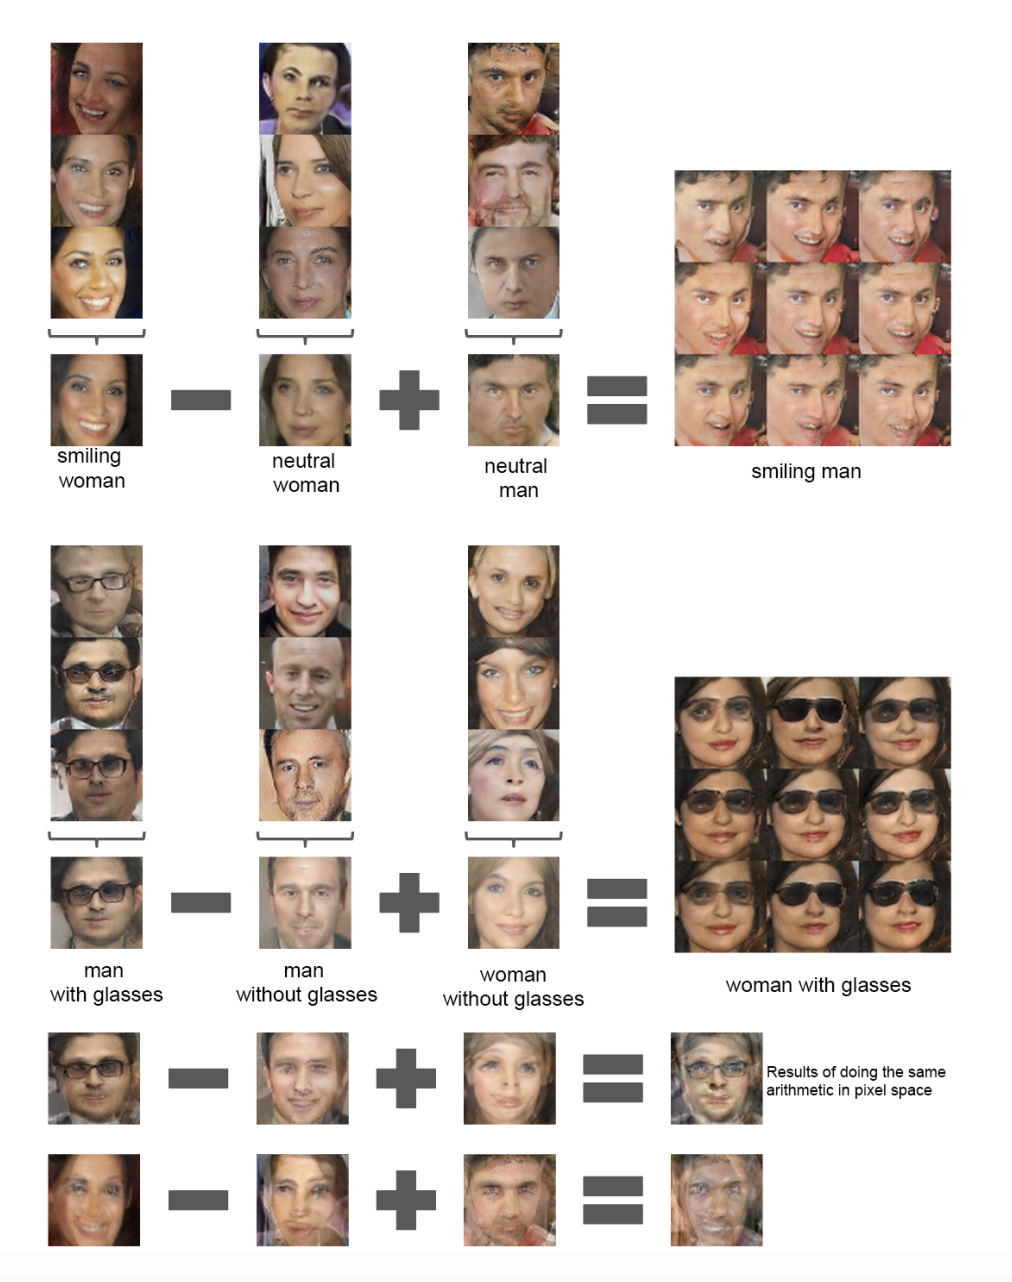 smiling
woman
neutral
woman
neutral
man
smiling man
man
with glasses
man
without glasses
woman
without glasses
woman with glasses
Results of doing the same
arithmetic in pixel space